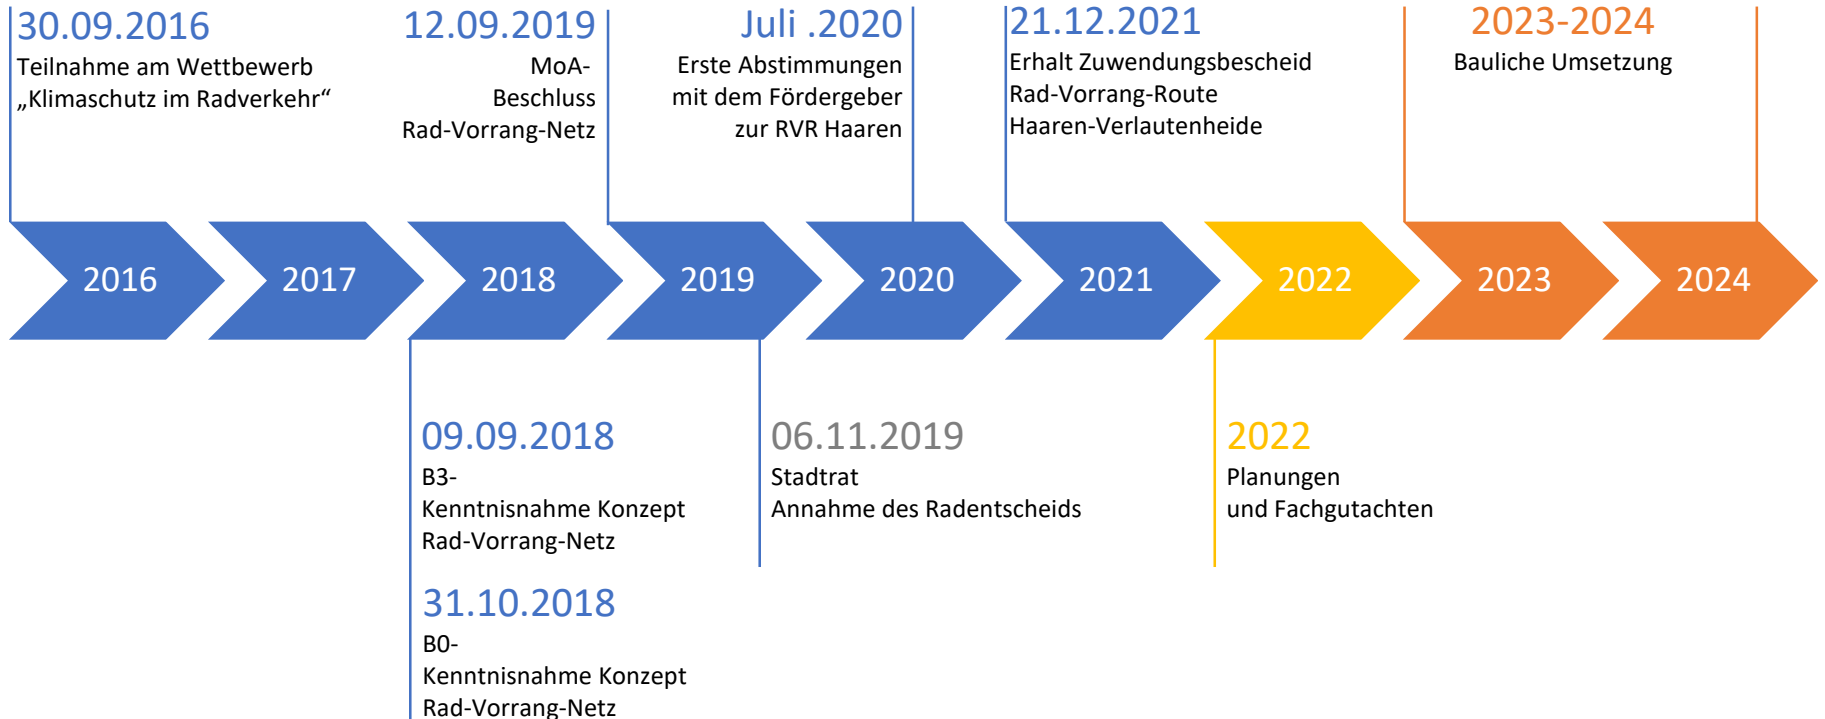 30.09.2016
Teilnahme am Wettbewerb
„Klimaschutz im Radverkehr“
12.09.2019
MoA-
Beschluss
Rad-Vorrang-Netz
Juli .2020
Erste Abstimmungen
mit dem Fördergeber
zur RVR Haaren
21.12.2021
Erhalt Zuwendungsbescheid
Rad-Vorrang-Route
Haaren-Verlautenheide
2023-2024
Bauliche Umsetzung
2016
2017
2018
2019
2020
2021
2022
2023
2024
09.09.2018
B3-
Kenntnisnahme Konzept
Rad-Vorrang-Netz
31.10.2018
B0-
Kenntnisnahme Konzept
Rad-Vorrang-Netz
06.11.2019
Stadtrat
Annahme des Radentscheids
2022
Planungen
und Fachgutachten